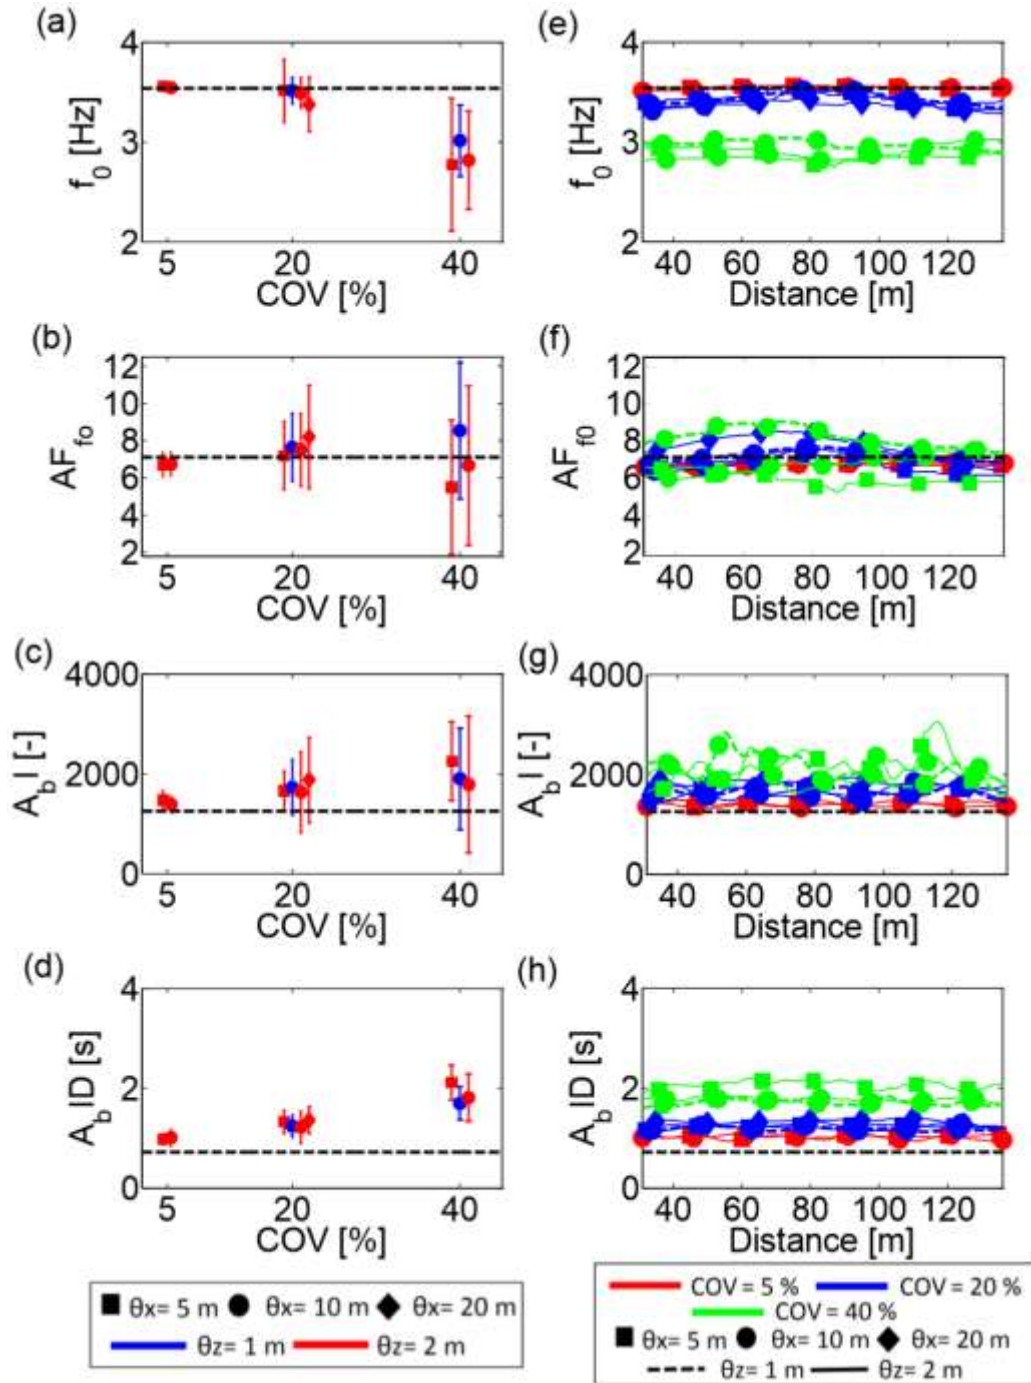 (a)
4
3
2
f0 [Hz]
5 20 40
COV [%]
(e)
4
3
2
f0 [Hz]
40 60 80 100 120
Distance [m]
(b)
12
10
8
6
4
2
AF fo
5 20 40
COV [%]
(f)
12
10
8
6
4
2
AF f0
40 60 80 100 120
Distance [m]
(c)
4000
2000
0
AbI [-]
5 20 40
COV [%]
(g)
4000
2000
0
AbI [-]
40 60 80 100 120
Distance [m]
(d)
4
2
0
AbID [s]
5 20 40
COV [%]
(h)
4
2
0
AbID [s]
40 60 80 100 120
Distance [m]
θx= 5 m θx= 10 m θx= 20 m
θz= 1 m θz= 2 m
COV = 5 % COV = 20 %
COV = 40 %
θx= 5 m θx= 10 m θx= 20 m
θz= 1 m θz= 2 m